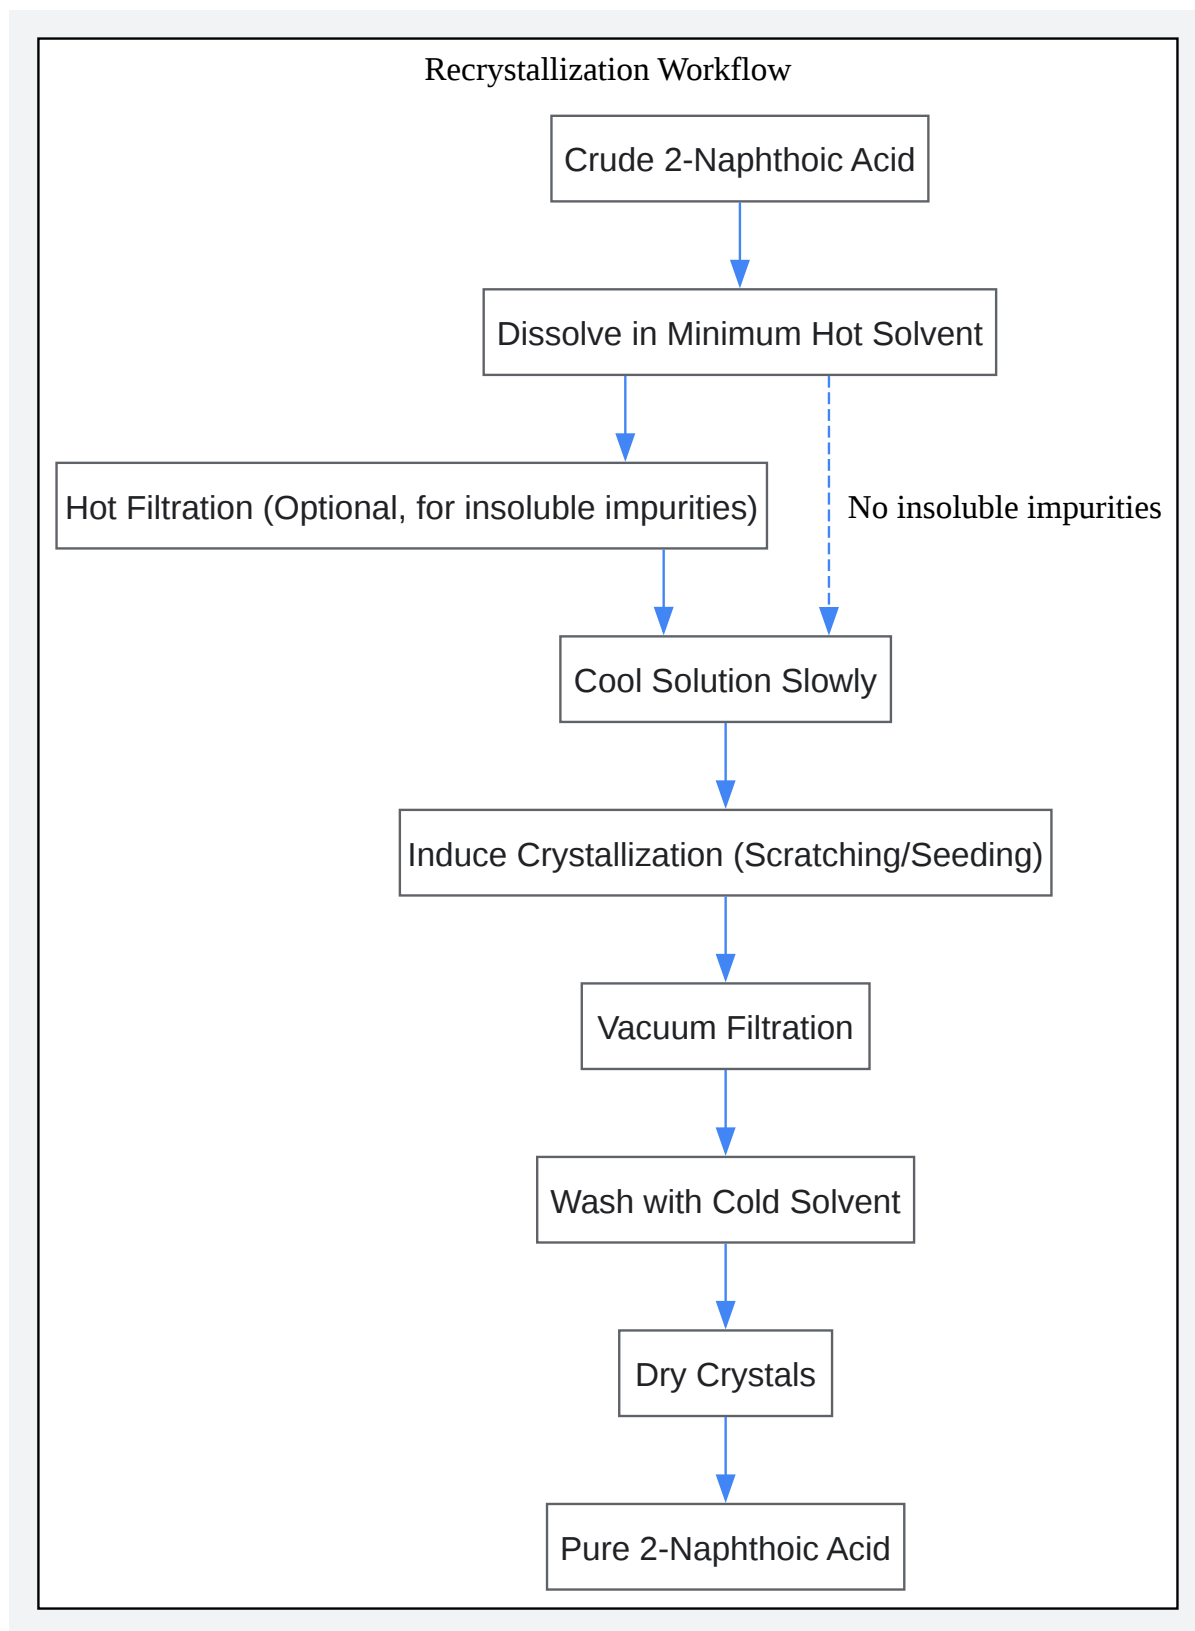 Recrystallization Workflow
Crude 2-Naphthoic Acid
Dissolve in Minimum Hot Solvent
Hot Filtration (Optional, for insoluble impurities)
No insoluble impurities
Cool Solution Slowly
Induce Crystallization (Scratching/Seeding)
Vacuum Filtration
Wash with Cold Solvent
Dry Crystals
Pure 2-Naphthoic Acid